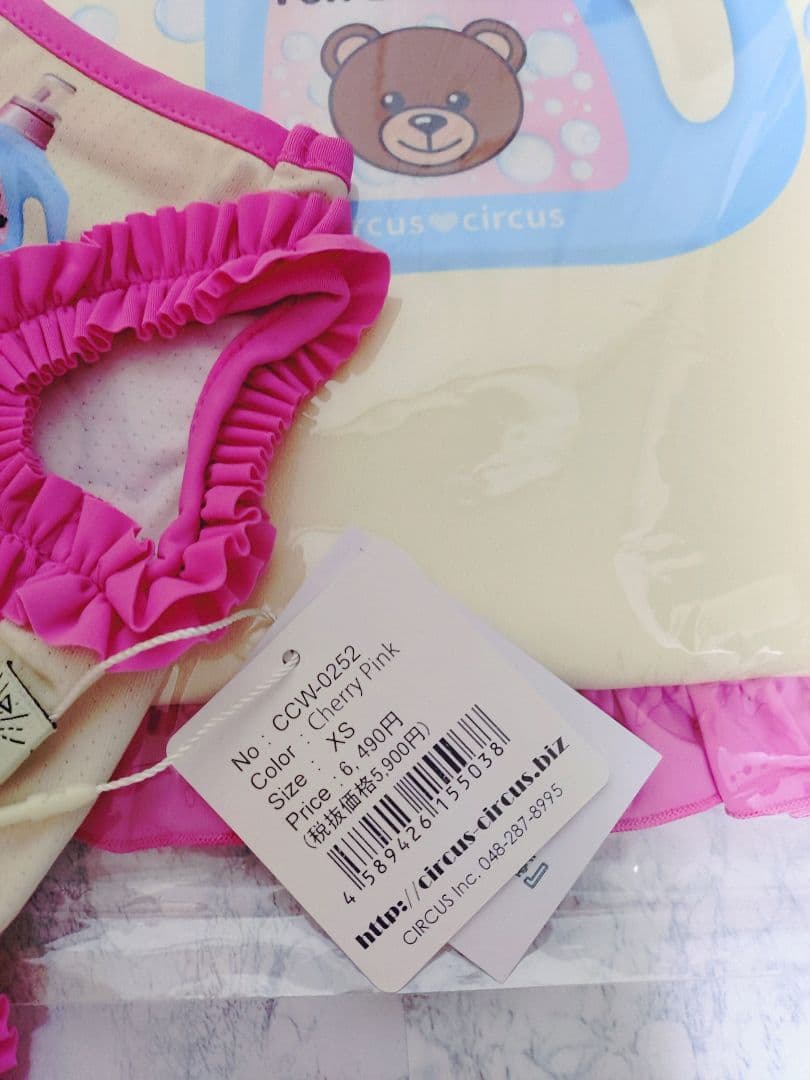 circus♥circus
No : CCW-0252
Color : Cherry Pink
Size : XS
Price : 6,490円
(税抜価格5,900円)
4 589426 155038
http://circus-circus.biz
CIRCUS Inc. 048-287-8995